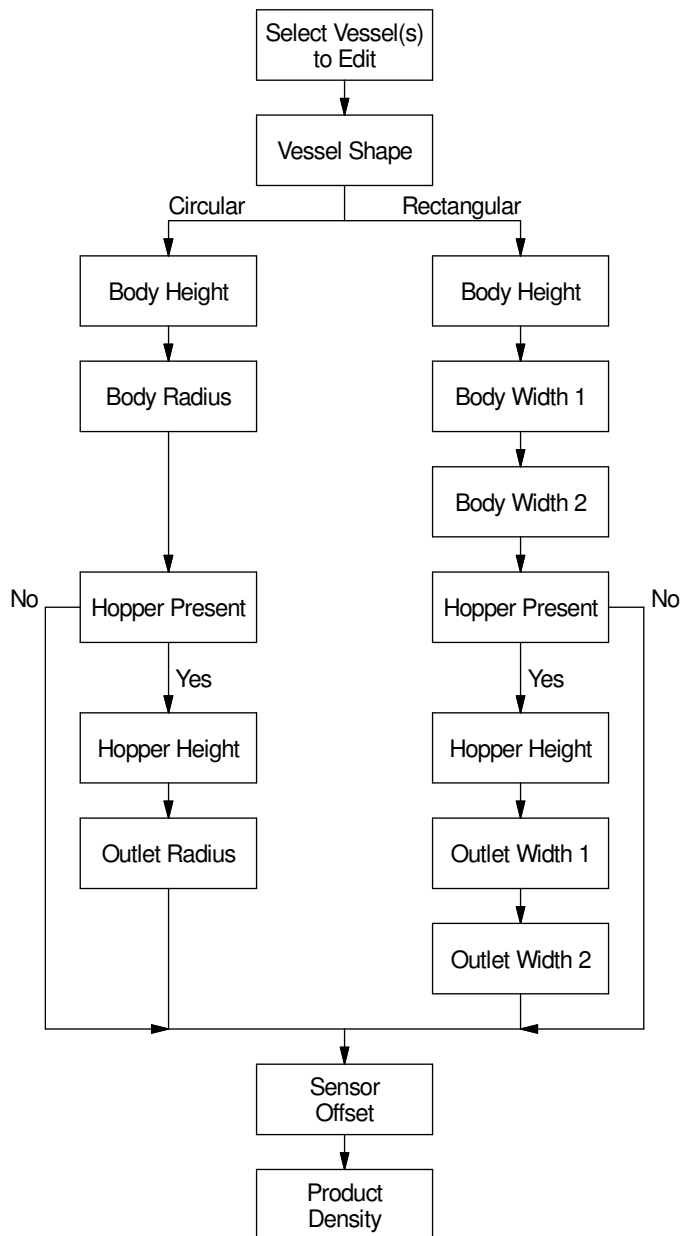 Select Vessel(s)
to Edit
Vessel Shape
Circular
Rectangular
Body Height
Body Height
Body Radius
Body Width 1
Body Width 2
No
Hopper Present
Hopper Present
No
Yes
Yes
Hopper Height
Hopper Height
Outlet Radius
Outlet Width 1
Outlet Width 2
Sensor
Offset
Product
Density